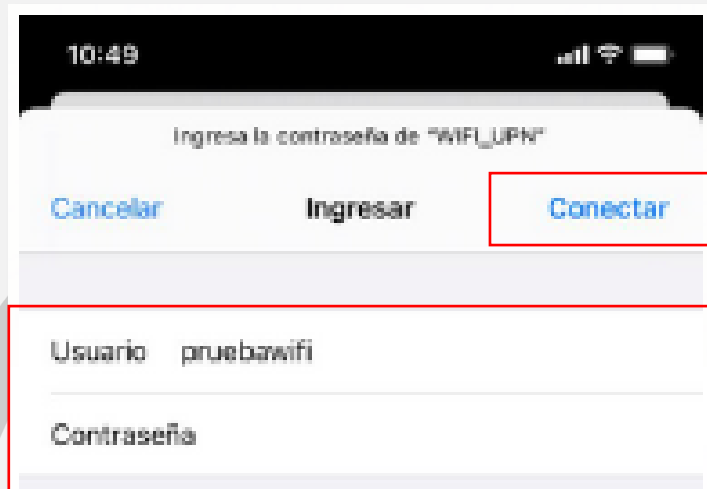 10:49
Ingresa la contraseña de "WIFI_UPN"
Cancelar Ingresar Conectar
Usuario pruebawifi
Contraseña